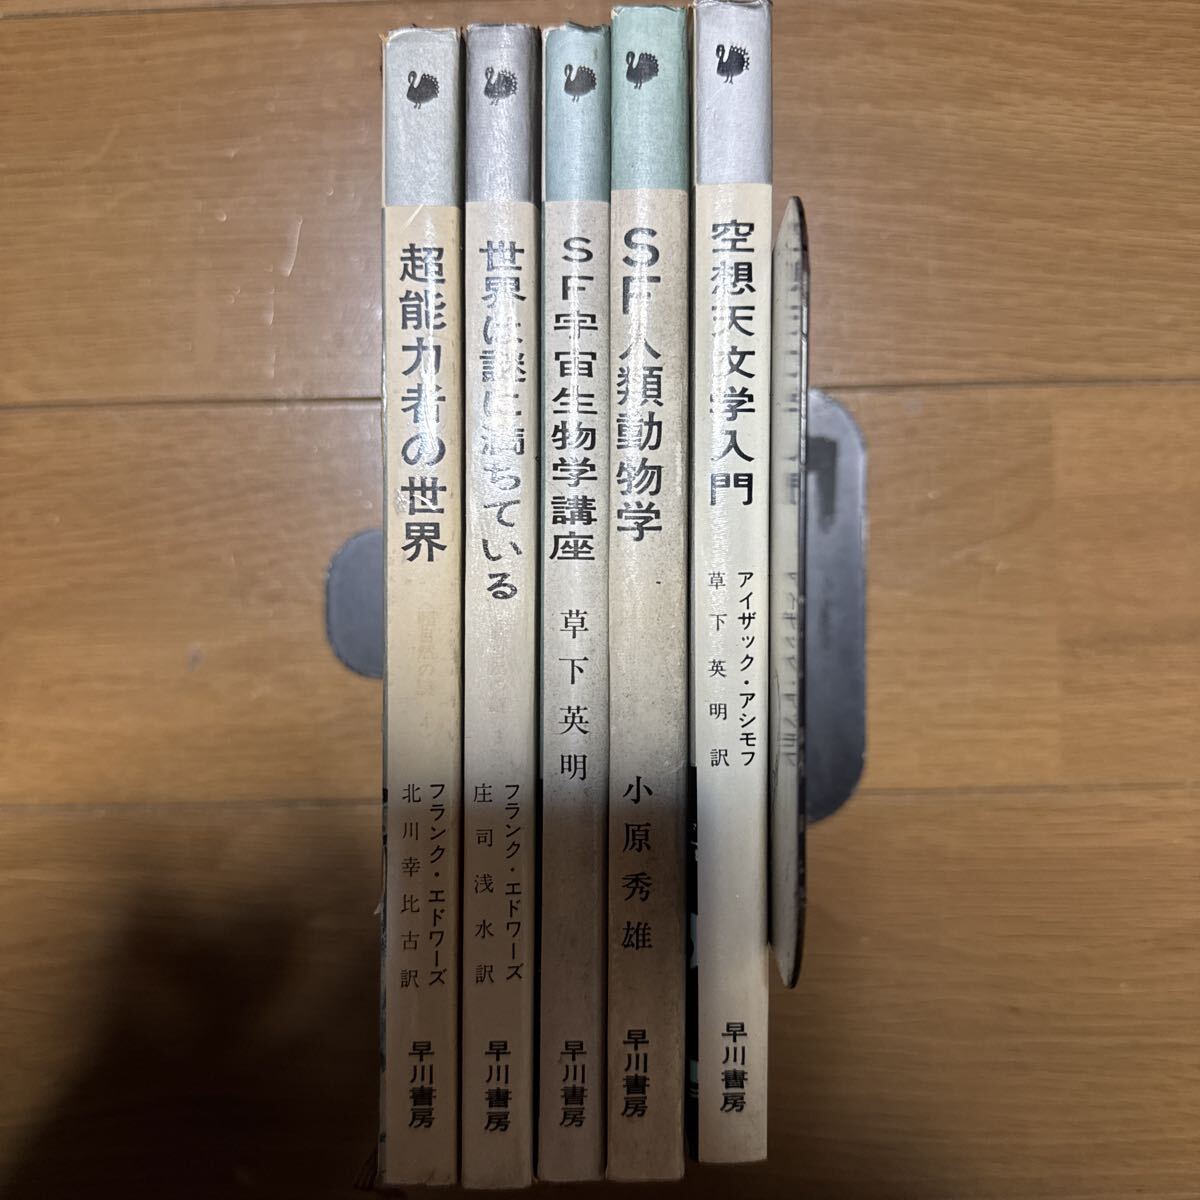 超能力者の世界
フランク・エドワーズ
北川幸比古訳
早川書房
世界は謎に満ちている
フランク・エドワーズ
庄司浅水訳
早川書房
SF宇宙生物学講座
草下英明
早川書房
SF人類動物学
小原秀雄
早川書房
空想天文学入門
アイザック・アシモフ
草下英明訳
早川書房